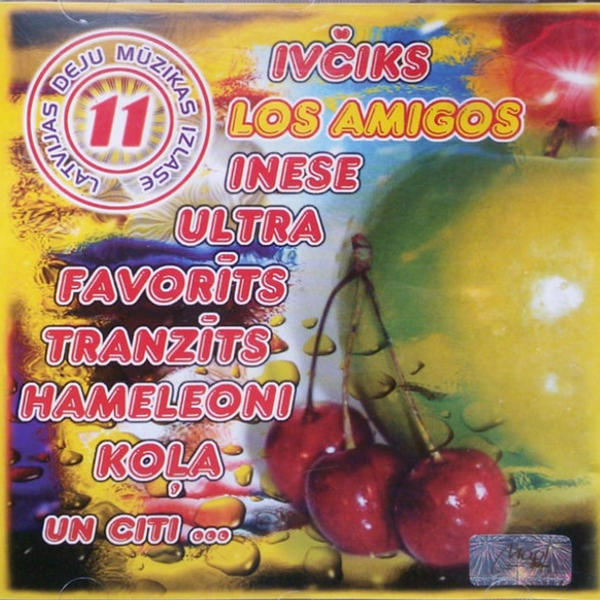 LATVIJAS DEJU MŪZIKAS IZLASE
11
IVČIKS
LOS AMIGOS
INESE
ULTRA
FAVORĪTS
TRANZĪTS
HAMELEONI
KOĻA
UN CITI ...